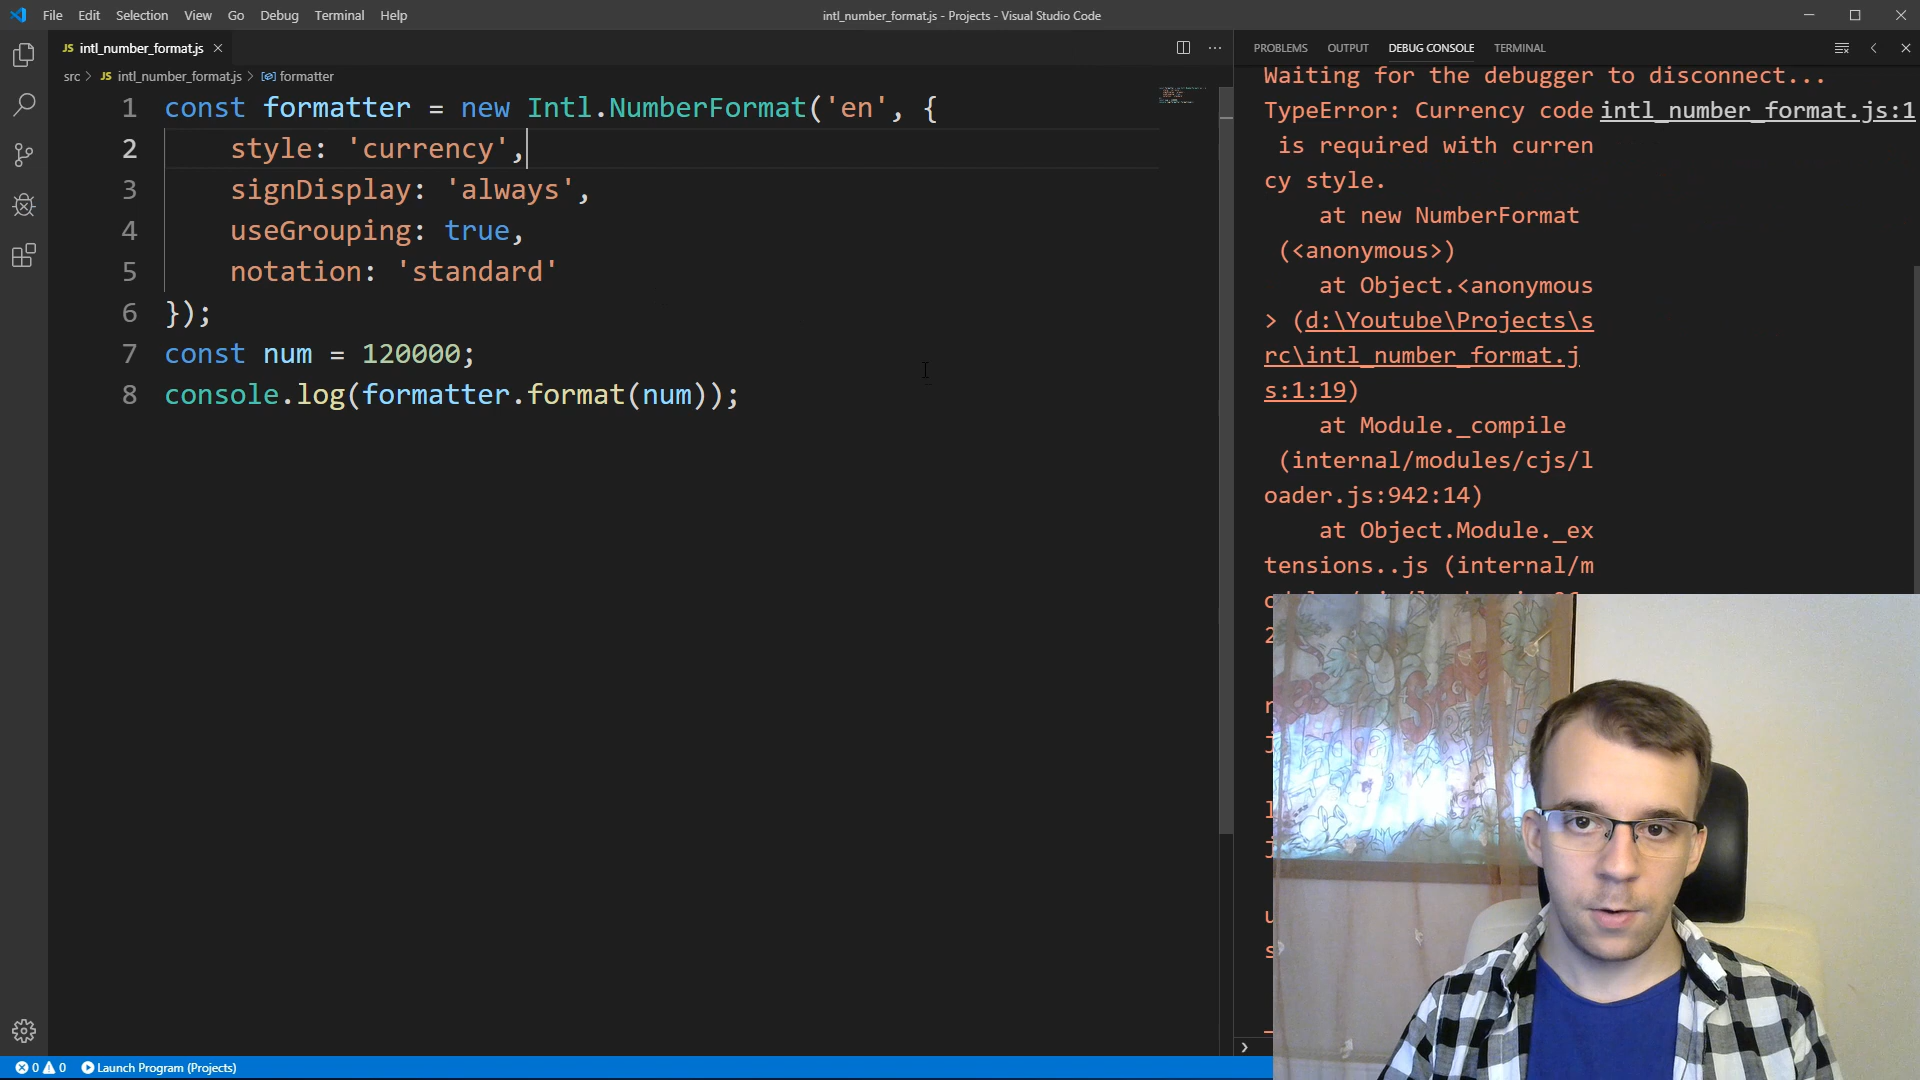 File Edit Selection View Go Debug Terminal Help
intl_number_format.js - Projects - Visual Studio Code
JS intl_number_format.js
src > JS intl_number_format.js > formatter
1 const formatter = new Intl.NumberFormat('en', {
2 style: 'currency',
3 signDisplay: 'always',
4 useGrouping: true,
5 notation: 'standard'
6 });
7 const num = 120000;
8 console.log(formatter.format(num));
PROBLEMS OUTPUT DEBUG CONSOLE TERMINAL
Waiting for the debugger to disconnect...
TypeError: Currency code intl_number_format.js:1
is required with curren
cy style.
at new NumberFormat
(<anonymous>)
at Object.<anonymous
> (d:\Youtube\Projects\s
rc\intl_number_format.j
s:1:19)
at Module._compile
(internal/modules/cjs/l
oader.js:942:14)
at Object.Module._ex
tensions..js (internal/m
0 0 Launch Program (Projects)